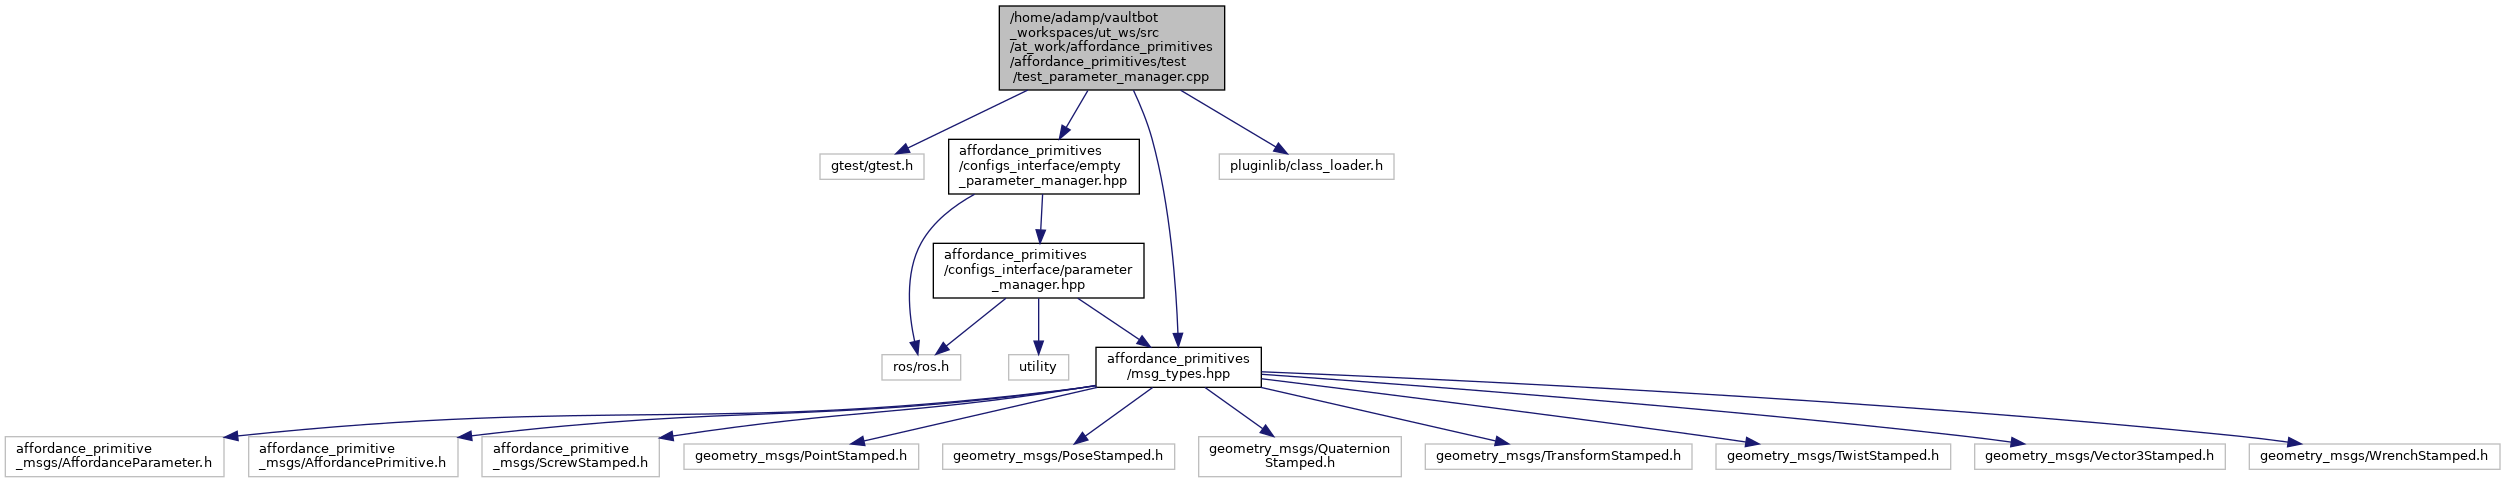 /home/adamp/vaultbot
_workspaces/ut_ws/src
/at_work/affordance_primitives
/affordance_primitives/test
/test_parameter_manager.cpp
gtest/gtest.h
affordance_primitives
/configs_interface/empty
_parameter_manager.hpp
pluginlib/class_loader.h
affordance_primitives
/configs_interface/parameter
_manager.hpp
ros/ros.h
utility
affordance_primitives
/msg_types.hpp
affordance_primitive
_msgs/AffordanceParameter.h
affordance_primitive
_msgs/AffordancePrimitive.h
affordance_primitive
_msgs/ScrewStamped.h
geometry_msgs/PointStamped.h
geometry_msgs/PoseStamped.h
geometry_msgs/Quaternion
Stamped.h
geometry_msgs/TransformStamped.h
geometry_msgs/TwistStamped.h
geometry_msgs/Vector3Stamped.h
geometry_msgs/WrenchStamped.h